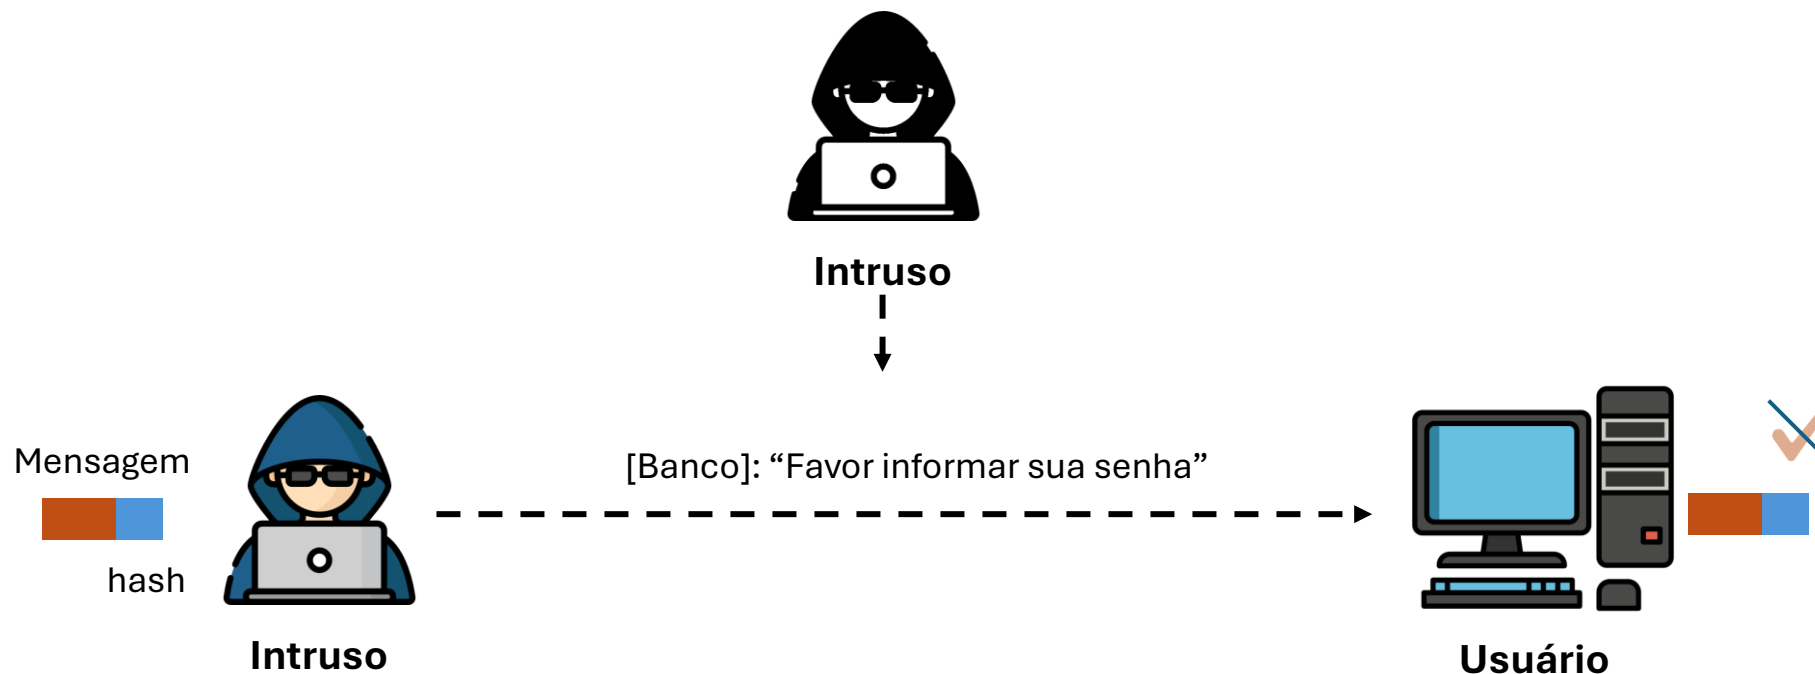 Intruso
Mensagem
[Banco]: “Favor informar sua senha”
hash
Intruso
Usuário